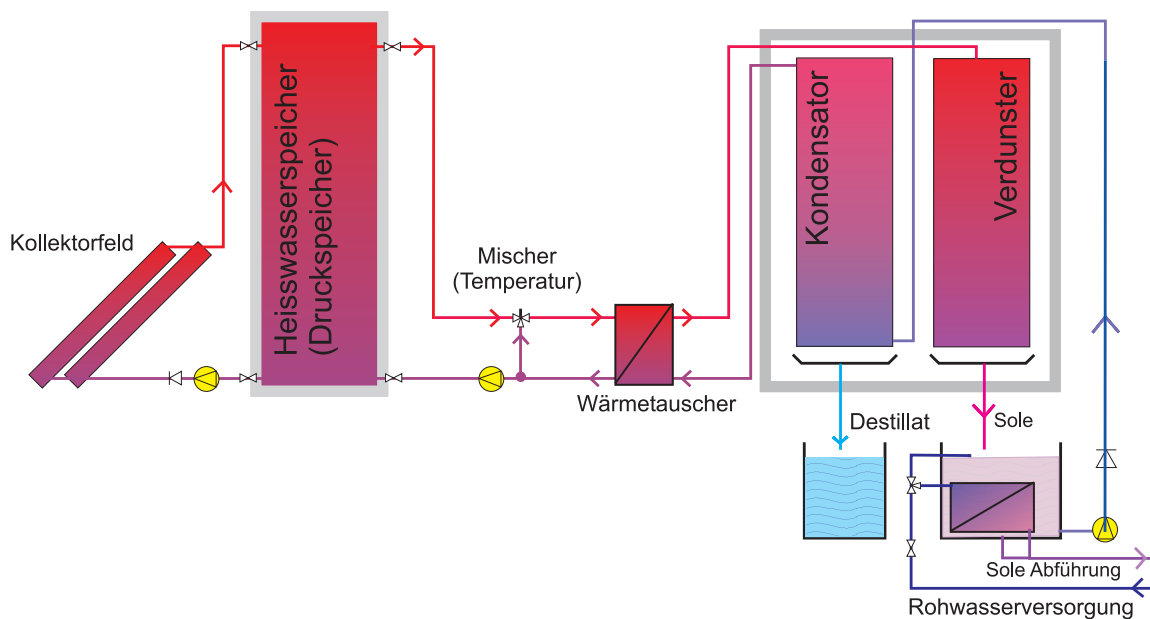 Kollektorfeld
Heisswasserspeicher
(Druckspeicher)
Mischer
(Temperatur)
Wärmetauscher
Kondensator
Verdunster
Destillat
Sole
Sole Abführung
Rohwasserversorgung